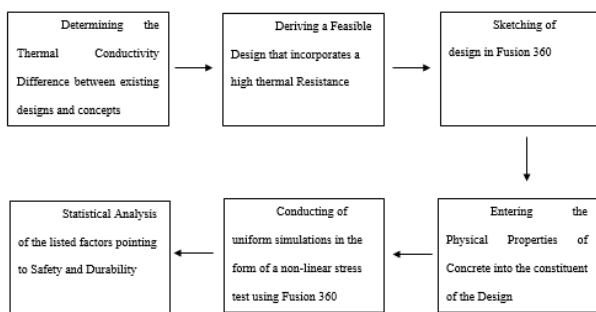 Determining the
Thermal Conductivity
Difference between existing
designs and concepts
Deriving a Feasible
Design that incorporates a
high thermal Resistance
Sketching of
design in Fusion 360
Entering the
Physical Properties of
Concrete into the constituent
of the Design
Conducting of
uniform simulations in the
form of a non-linear stress
test using Fusion 360
Statistical Analysis
of the listed factors pointing
to Safety and Durability